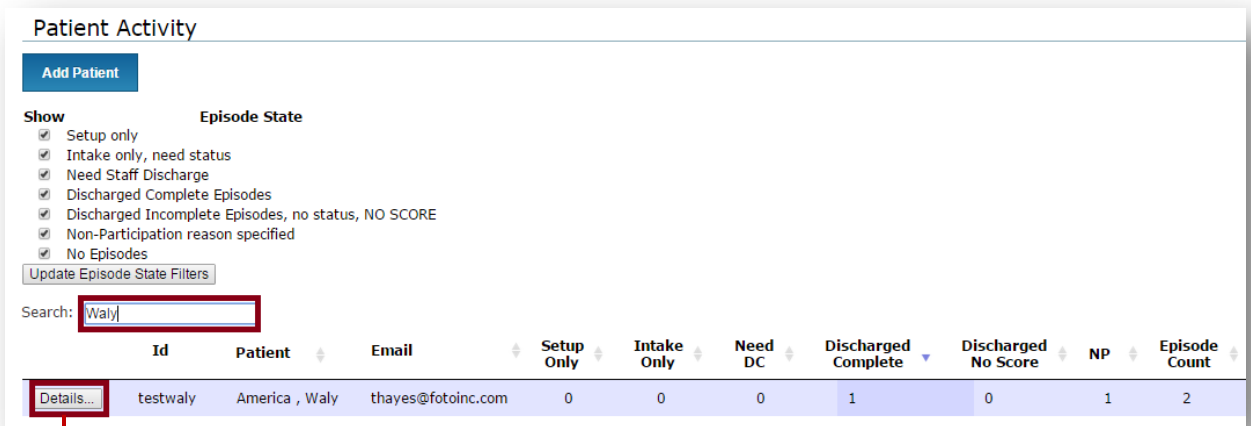 Patient Activity
Add Patient
Show Episode State
Setup only
Intake only, need status
Need Staff Discharge
Discharged Complete Episodes
Discharged Incomplete Episodes, no status, NO SCORE
Non-Participation reason specified
No Episodes
Update Episode State Filters
Search: Waly
Id Patient Email Setup Only Intake Only Need DC Discharged Complete Discharged No Score NP Episode Count
Details... testwaly America , Waly thayes@fotoinc.com 0 0 0 1 0 1 2